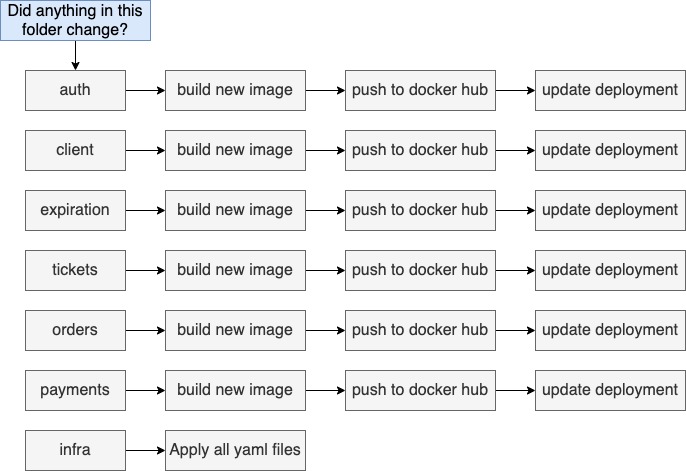 Did anything in this
folder change?
auth
build new image
push to docker hub
update deployment
client
build new image
push to docker hub
update deployment
expiration
build new image
push to docker hub
update deployment
tickets
build new image
push to docker hub
update deployment
orders
build new image
push to docker hub
update deployment
payments
build new image
push to docker hub
update deployment
infra
Apply all yaml files